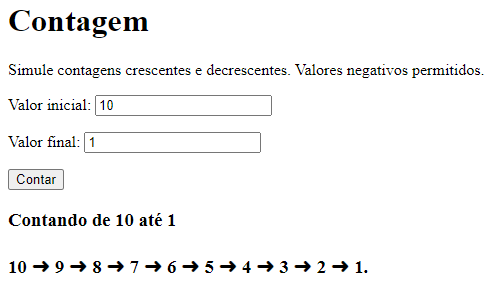 Contagem
Simule contagens crescentes e decrescentes. Valores negativos permitidos.
Valor inicial: 10
Valor final: 1
Contar
Contando de 10 até 1
10 ➜ 9 ➜ 8 ➜ 7 ➜ 6 ➜ 5 ➜ 4 ➜ 3 ➜ 2 ➜ 1.